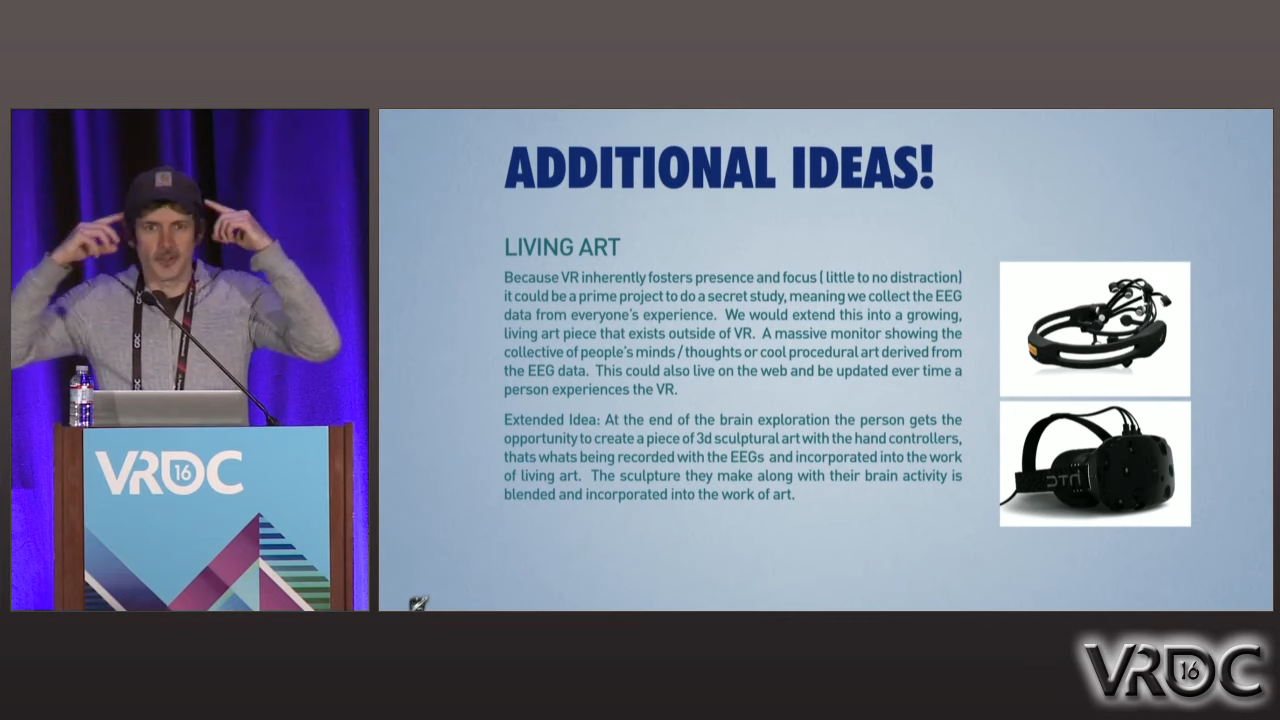 ADDITIONAL IDEAS!
LIVING ART
Because VR inherently fosters presence and focus ( little to no distraction)
it could be a prime project to do a secret study, meaning we collect the EEG
data from everyone's experience. We would extend this into a growing,
living art piece that exists outside of VR. A massive monitor showing the
collective of people's minds / thoughts or cool procedural art derived from
the EEG data. This could also live on the web and be updated ever time a
person experiences the VR.
Extended Idea: At the end of the brain exploration the person gets the
opportunity to create a piece of 3d sculptural art with the hand controllers,
thats whats being recorded with the EEGs and incorporated into the work
of living art. The sculpture they make along with their brain activity is
blended and incorporated into the work of art.
VRDC 16
VRDC 16